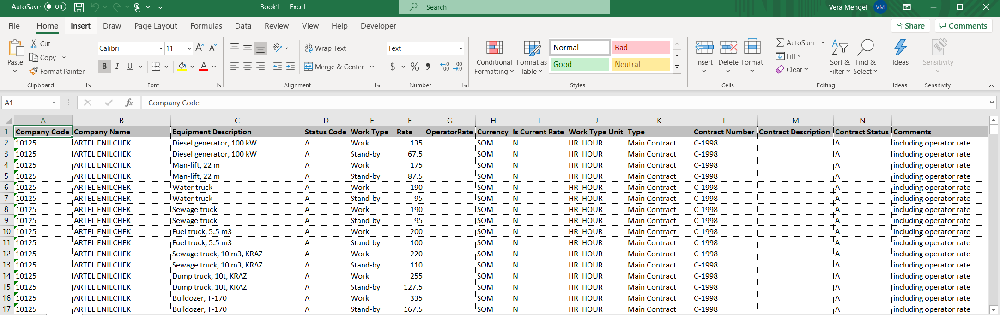 AutoSave Off Book1 - Excel Search Vera Mengel VM
File Home Insert Draw Page Layout Formulas Data Review View Help Developer Share Comments
Paste Cut Copy Format Painter Clipboard
Calibri 11 B I U A A A Font
ab Wrap Text Merge & Center Alignment
Text $ % 9 .00 .00 .0 Number
Conditional Formatting Format as Table Normal Bad Good Neutral Styles
Insert Delete Format Cells
AutoSum Fill Clear Sort & Filter Find & Select Editing
Ideas Ideas
Sensitivity Sensitivity
A1 fx Company Code
A B C D E F G H I J K L M N
1 Company Code Company Name Equipment Description Status Code Work Type Rate OperatorRate Currency Is Current Rate Work Type Unit Type Contract Number Contract Description Contract Status Comments
2 10125 ARTEL ENILCHEK Diesel generator, 100 kW A Work 135 SOM N HR HOUR Main Contract C-1998 A including operator rate
3 10125 ARTEL ENILCHEK Diesel generator, 100 kW A Stand-by 67.5 SOM N HR HOUR Main Contract C-1998 A including operator rate
4 10125 ARTEL ENILCHEK Man-lift, 22 m A Work 175 SOM N HR HOUR Main Contract C-1998 A including operator rate
5 10125 ARTEL ENILCHEK Man-lift, 22 m A Stand-by 87.5 SOM N HR HOUR Main Contract C-1998 A including operator rate
6 10125 ARTEL ENILCHEK Water truck A Work 190 SOM N HR HOUR Main Contract C-1998 A including operator rate
7 10125 ARTEL ENILCHEK Water truck A Stand-by 95 SOM N HR HOUR Main Contract C-1998 A including operator rate
8 10125 ARTEL ENILCHEK Sewage truck A Work 190 SOM N HR HOUR Main Contract C-1998 A including operator rate
9 10125 ARTEL ENILCHEK Sewage truck A Stand-by 95 SOM N HR HOUR Main Contract C-1998 A including operator rate
10 10125 ARTEL ENILCHEK Fuel truck, 5.5 m3 A Work 200 SOM N HR HOUR Main Contract C-1998 A including operator rate
11 10125 ARTEL ENILCHEK Fuel truck, 5.5 m3 A Stand-by 100 SOM N HR HOUR Main Contract C-1998 A including operator rate
12 10125 ARTEL ENILCHEK Sewage truck, 10 m3, KRAZ A Work 220 SOM N HR HOUR Main Contract C-1998 A including operator rate
13 10125 ARTEL ENILCHEK Sewage truck, 10 m3, KRAZ A Stand-by 110 SOM N HR HOUR Main Contract C-1998 A including operator rate
14 10125 ARTEL ENILCHEK Dump truck, 10t, KRAZ A Work 255 SOM N HR HOUR Main Contract C-1998 A including operator rate
15 10125 ARTEL ENILCHEK Dump truck, 10t, KRAZ A Stand-by 127.5 SOM N HR HOUR Main Contract C-1998 A including operator rate
16 10125 ARTEL ENILCHEK Bulldozer, T-170 A Work 335 SOM N HR HOUR Main Contract C-1998 A including operator rate
17 10125 ARTEL ENILCHEK Bulldozer, T-170 A Stand-by 167.5 SOM N HR HOUR Main Contract C-1998 A including operator rate